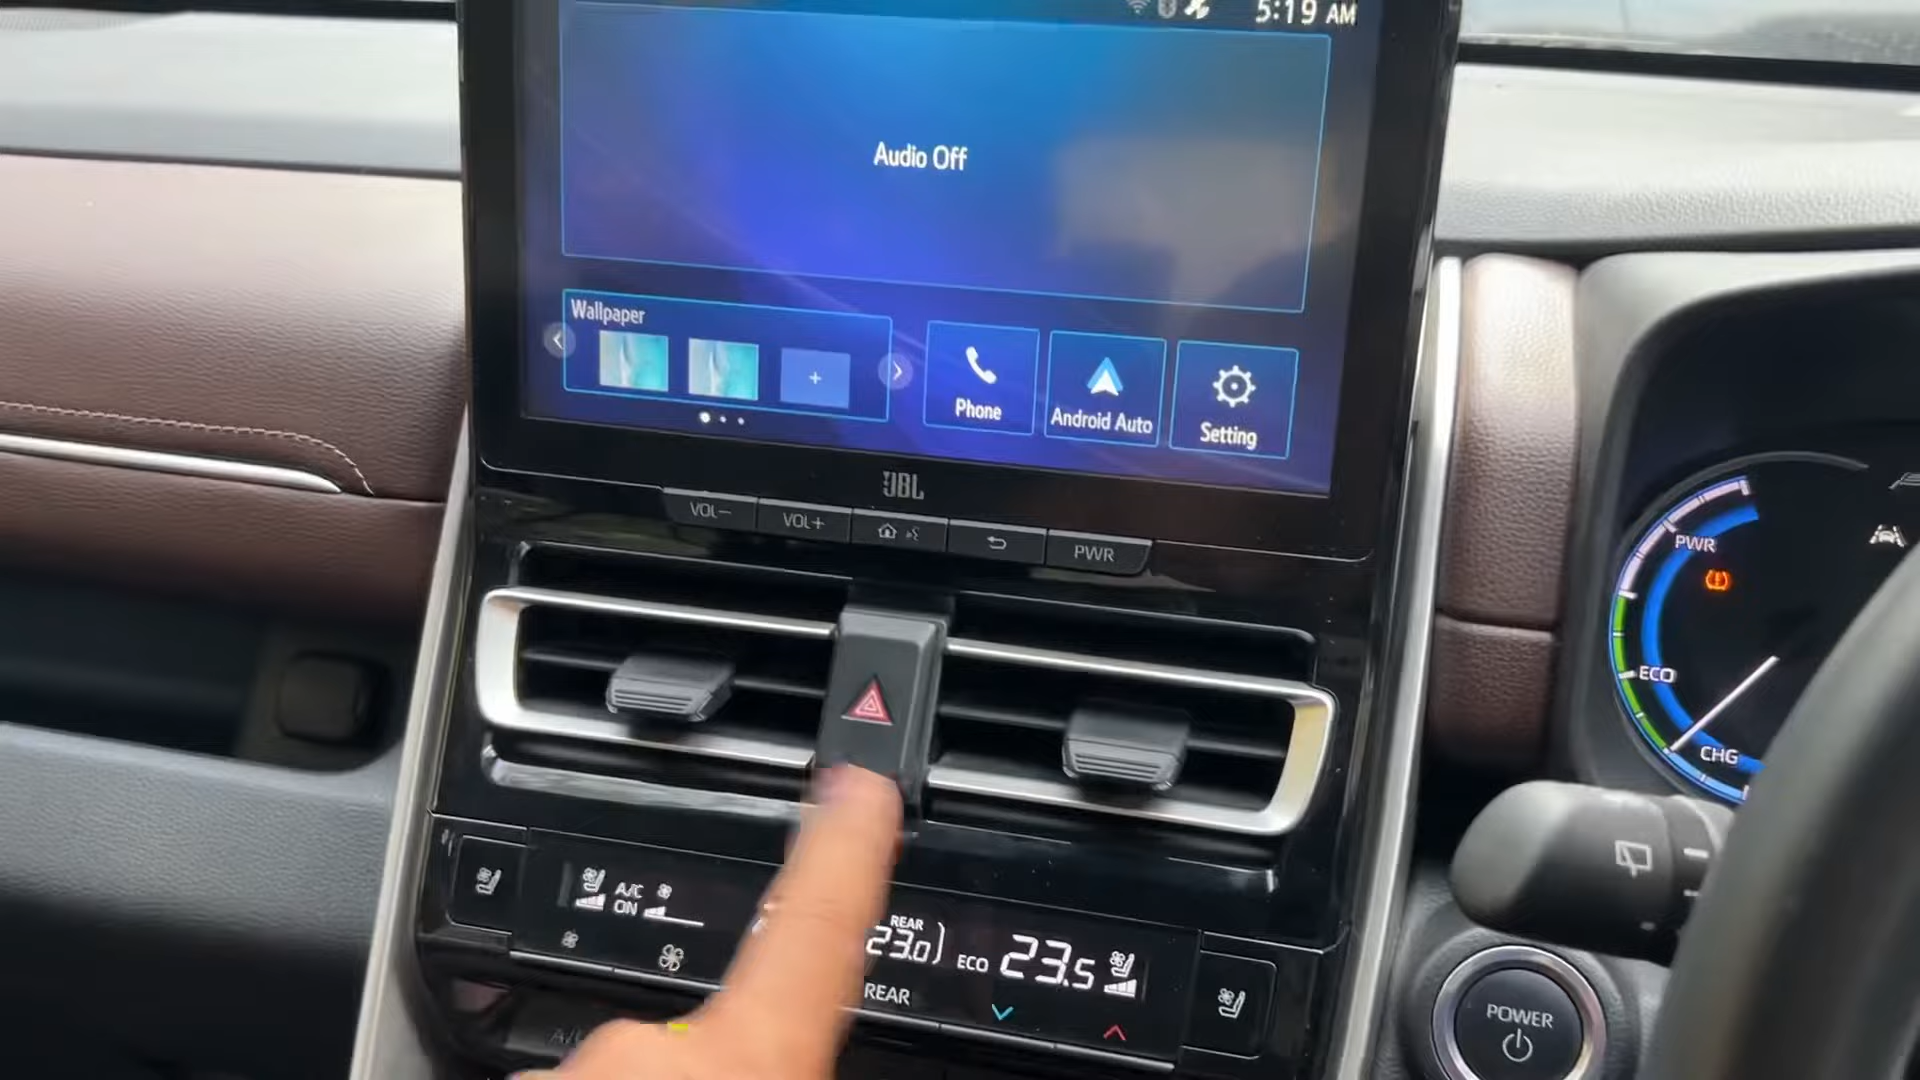 5:19 AM
Audio Off
Wallpaper
+
Phone
Android Auto
Setting
JBL
VOL−
VOL+
PWR
PWR
ECO
CHG
A/C
ON
REAR
23.0
ECO
23.5
REAR
POWER